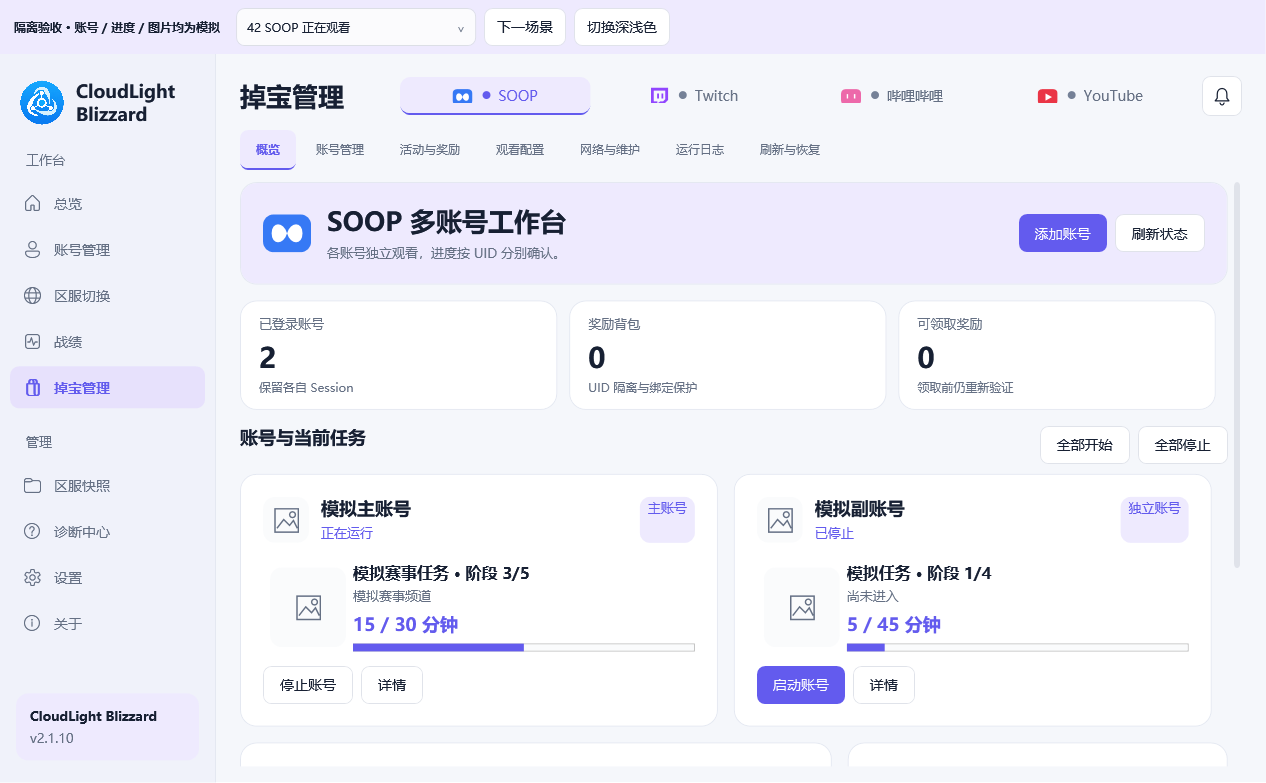 隔离验收 • 账号 / 进度 / 图片均为模拟
42 SOOP 正在观看
下一场景
切换深浅色
CloudLight
Blizzard
工作台
总览
账号管理
区服切换
战绩
掉宝管理
管理
区服快照
诊断中心
设置
关于
CloudLight Blizzard
v2.1.10
掉宝管理
SOOP
Twitch
哔哩哔哩
YouTube
概览
账号管理
活动与奖励
观看配置
网络与维护
运行日志
刷新与恢复
SOOP 多账号工作台
各账号独立观看，进度按 UID 分别确认。
添加账号
刷新状态
已登录账号
2
保留各自 Session
奖励背包
0
UID 隔离与绑定保护
可领取奖励
0
领取前仍重新验证
账号与当前任务
全部开始
全部停止
模拟主账号
正在运行
主账号
模拟赛事任务 • 阶段 3/5
模拟赛事频道
15 / 30 分钟
停止账号
详情
模拟副账号
已停止
独立账号
模拟任务 • 阶段 1/4
尚未进入
5 / 45 分钟
启动账号
详情